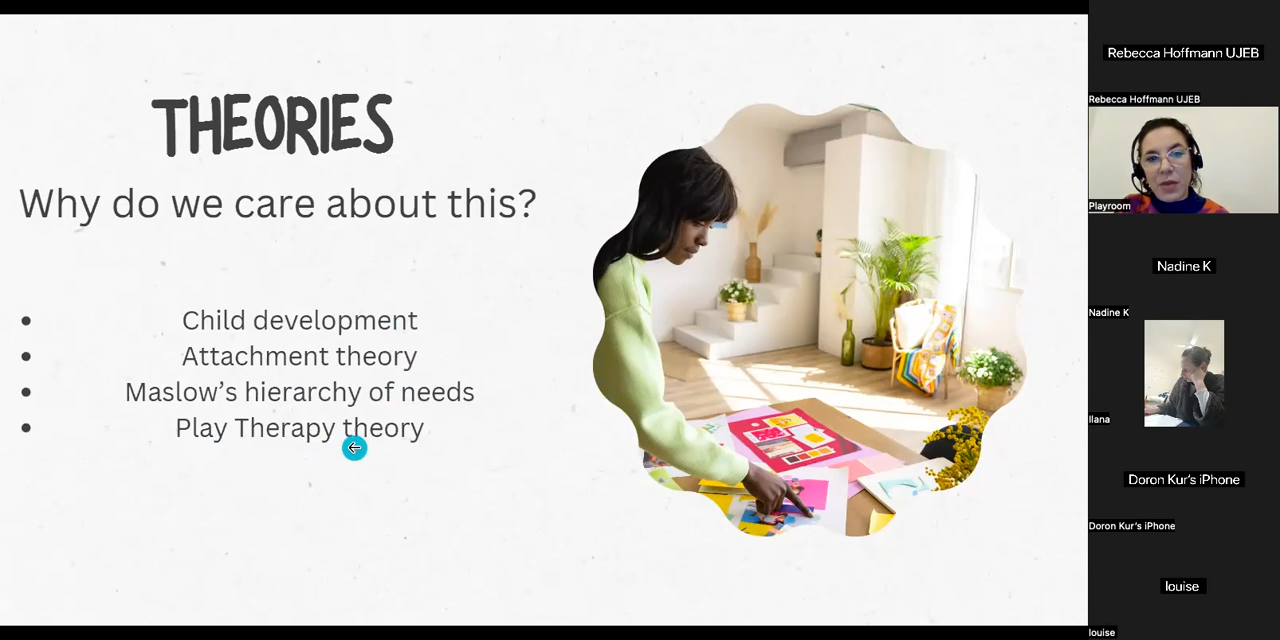 THEORIES
Why do we care about this?
• Child development
• Attachment theory
• Maslow’s hierarchy of needs
• Play Therapy theory
Rebecca Hoffmann UJEB
Rebecca Hoffmann UJEB
Playroom
Nadine K
Nadine K
Ilana
Doron Kur’s iPhone
Doron Kur’s iPhone
louise
louise